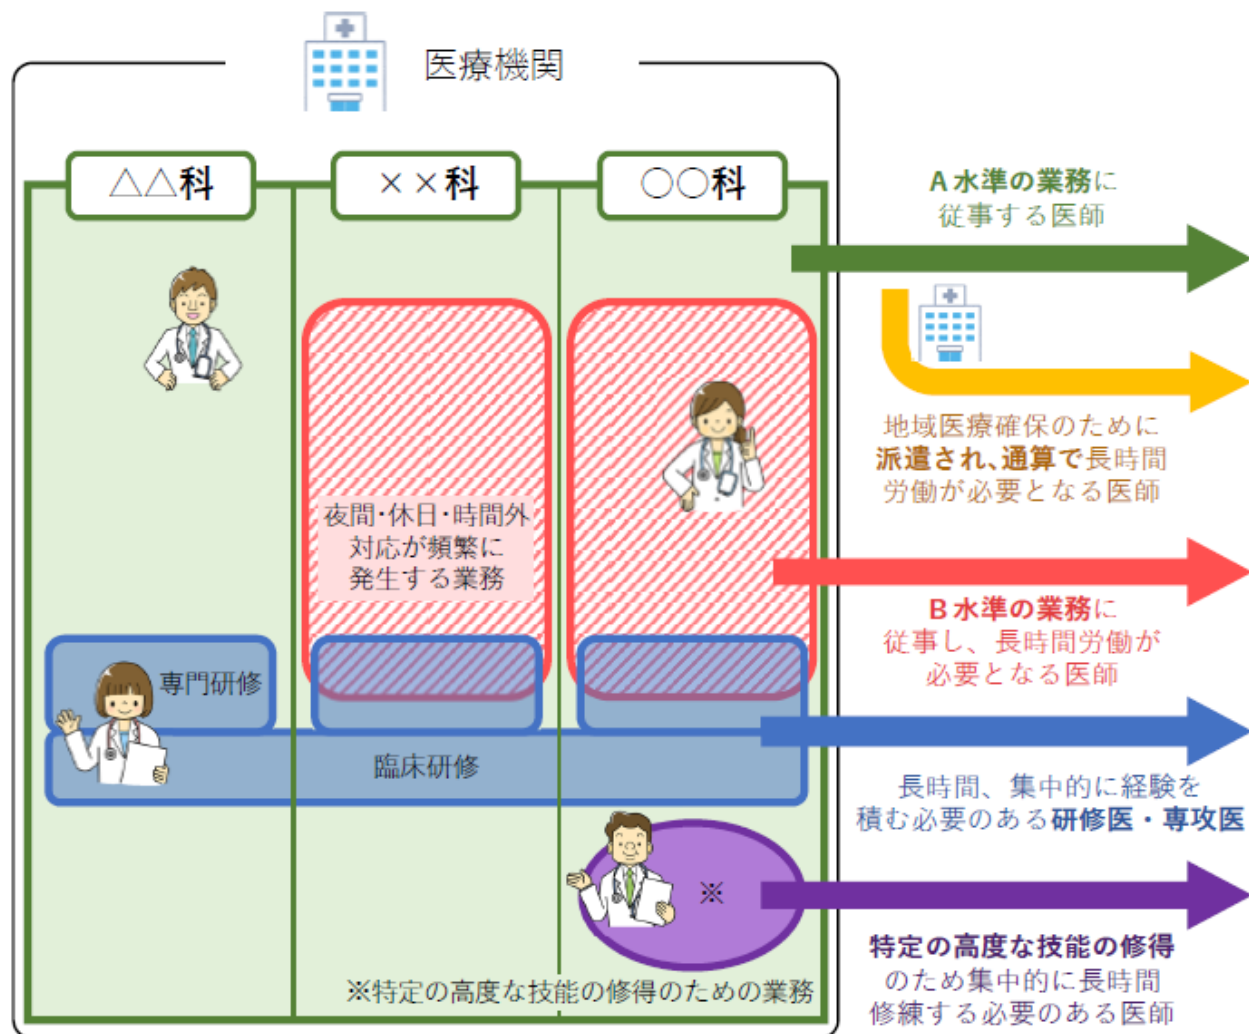 医療機関
△△科
××科
○○科
A水準の業務に
従事する医師
地域医療確保のために
派遣され、通算で長時間
労働が必要となる医師
夜間・休日・時間外
対応が頻繁に
発生する業務
B水準の業務に
従事し、長時間労働が
必要となる医師
専門研修
臨床研修
長時間、集中的に経験を
積む必要のある研修医・専攻医
※
特定の高度な技能の修得
のため集中的に長時間
修練する必要のある医師
※特定の高度な技能の修得のための業務